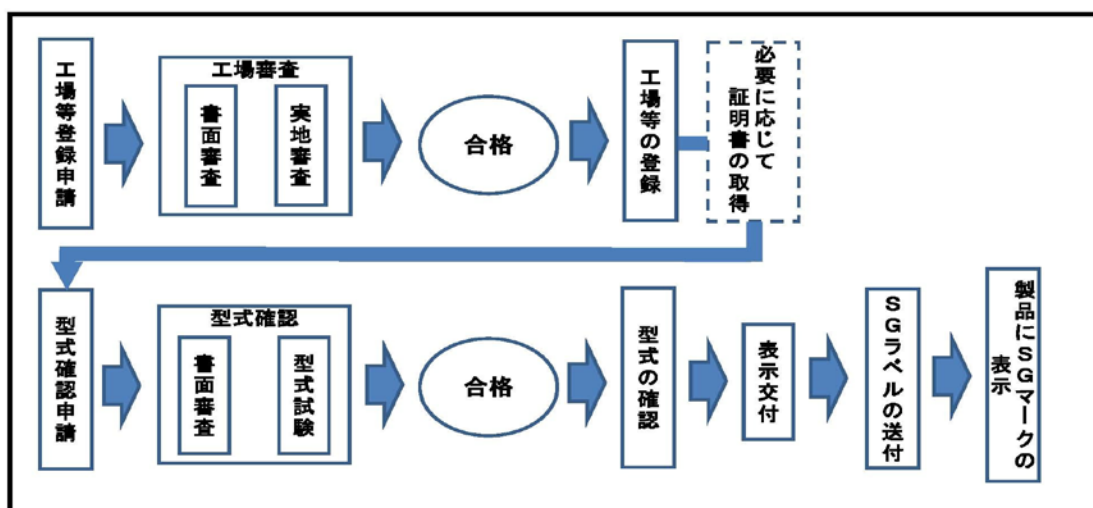 工場等登録申請
工場審査
書面審査
実地審査
合格
工場等の登録
必要に応じて
証明書の取得
型式確認申請
型式確認
書面審査
型式試験
合格
型式の確認
表示交付
SGラベルの送付
製品にSGマークの
表示